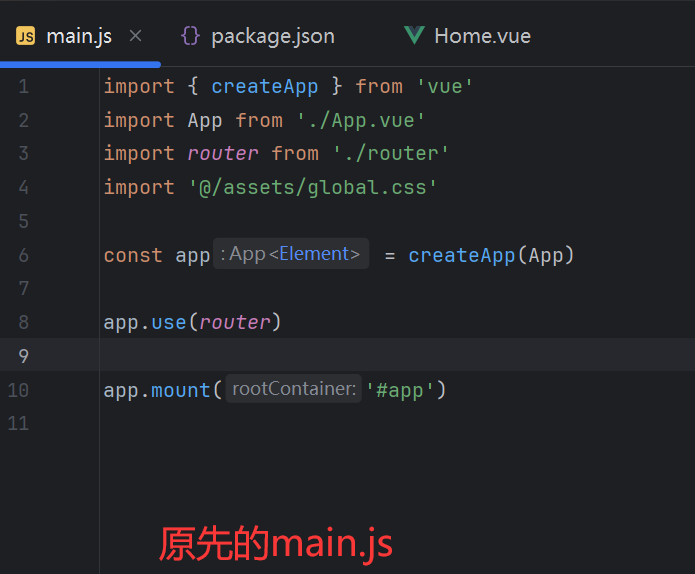 main.js
package.json
Home.vue
1 import { createApp } from 'vue'
2 import App from './App.vue'
3 import router from './router'
4 import '@/assets/global.css'
5
6 const app : App<Element> = createApp(App)
7
8 app.use(router)
9
10 app.mount( rootContainer: '#app')
11
原先的main.js